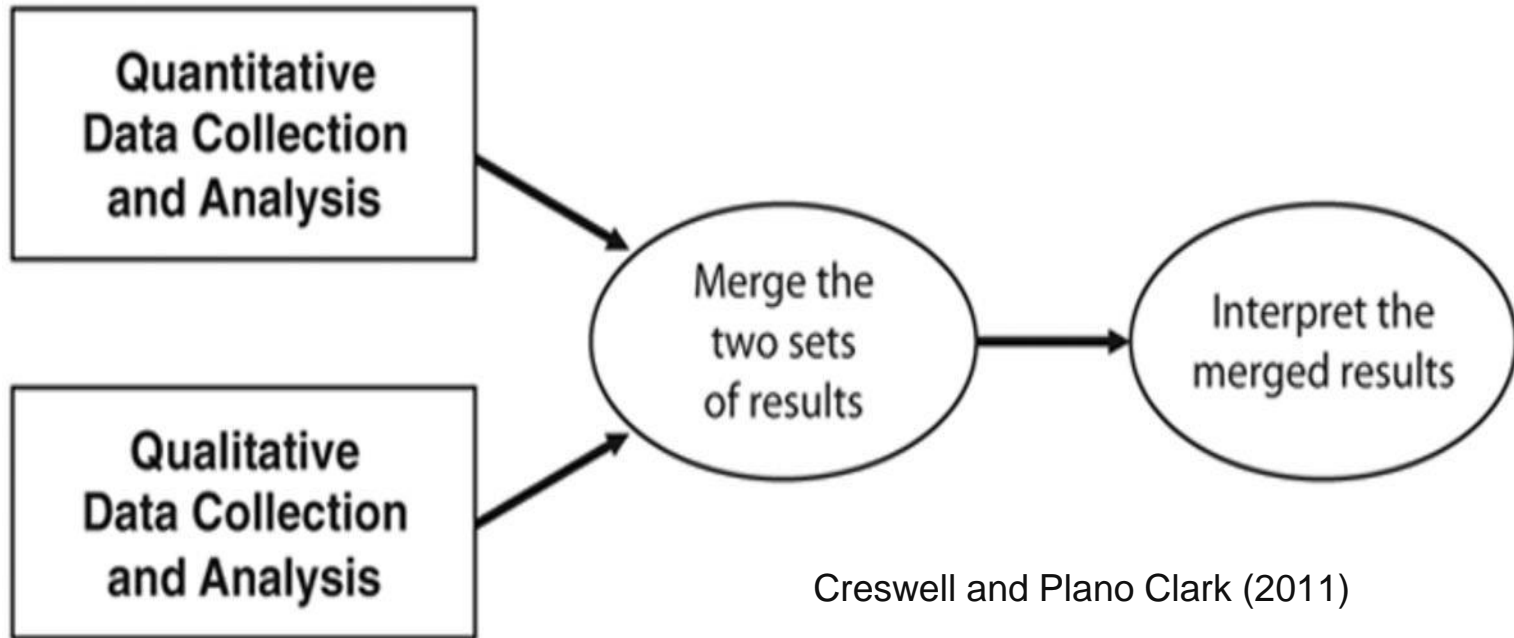 Quantitative
Data Collection
and Analysis
Qualitative
Data Collection
and Analysis
Merge the
two sets
of results
Interpret the
merged results
Creswell and Plano Clark (2011)